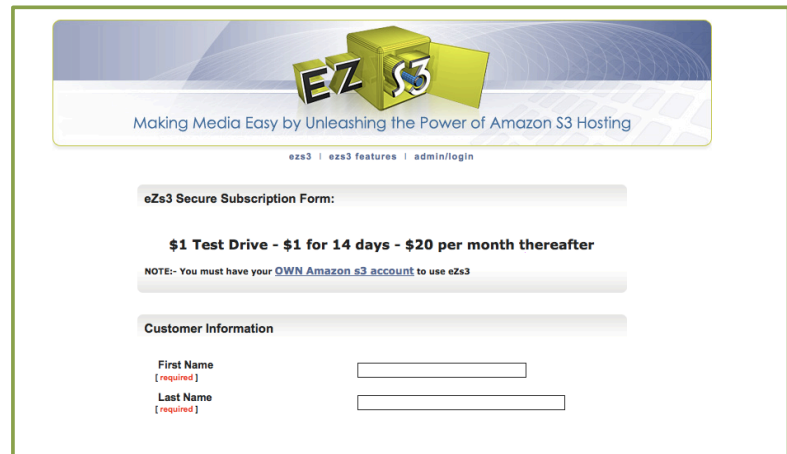 EZ S3
Making Media Easy by Unleashing the Power of Amazon S3 Hosting
ezs3 | ezs3 features | admin/login
eZs3 Secure Subscription Form:
$1 Test Drive - $1 for 14 days - $20 per month thereafter
NOTE:- You must have your OWN Amazon s3 account to use eZs3
Customer Information
First Name
[ required ]
Last Name
[ required ]